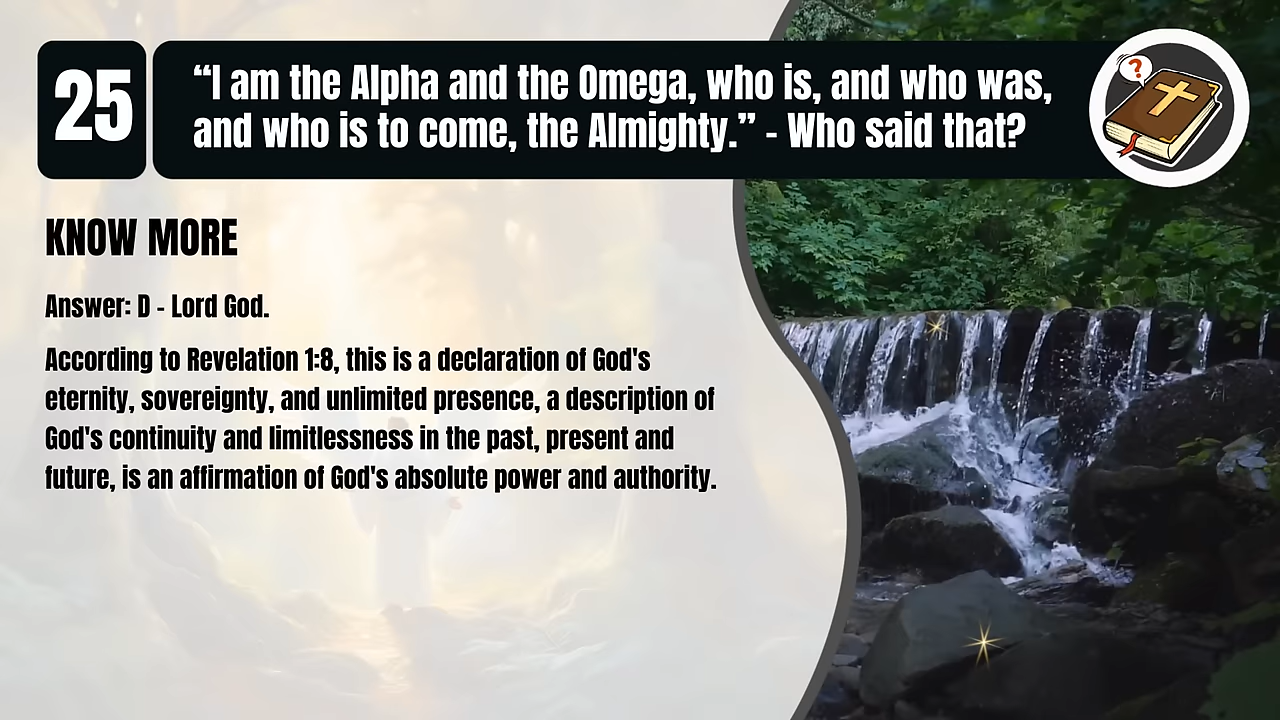 25
“I am the Alpha and the Omega, who is, and who was,
and who is to come, the Almighty.” - Who said that?
?
KNOW MORE
Answer: D - Lord God.
According to Revelation 1:8, this is a declaration of God's
eternity, sovereignty, and unlimited presence, a description of
God's continuity and limitlessness in the past, present and
future, is an affirmation of God's absolute power and authority.